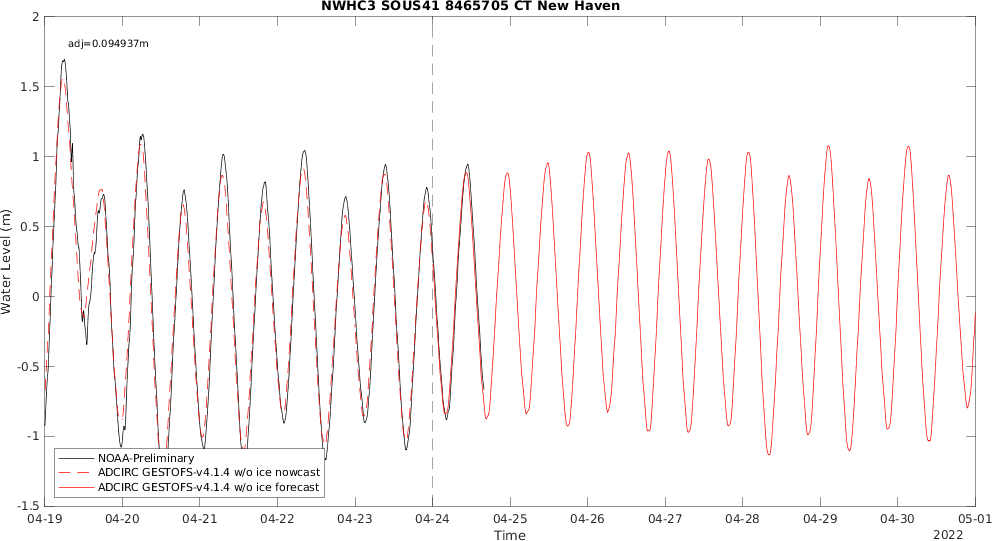 NWHC3 SOUS41 8465705 CT New Haven
adj=0.094937m
2
1.5
1
0.5
0
-0.5
-1
-1.5
Water Level (m)
NOAA-Preliminary
ADCIRC GESTOFS-v4.1.4 w/o ice nowcast
ADCIRC GESTOFS-v4.1.4 w/o ice forecast
04-19 04-20 04-21 04-22 04-23 04-24 04-25 04-26 04-27 04-28 04-29 04-30 05-01
Time
2022